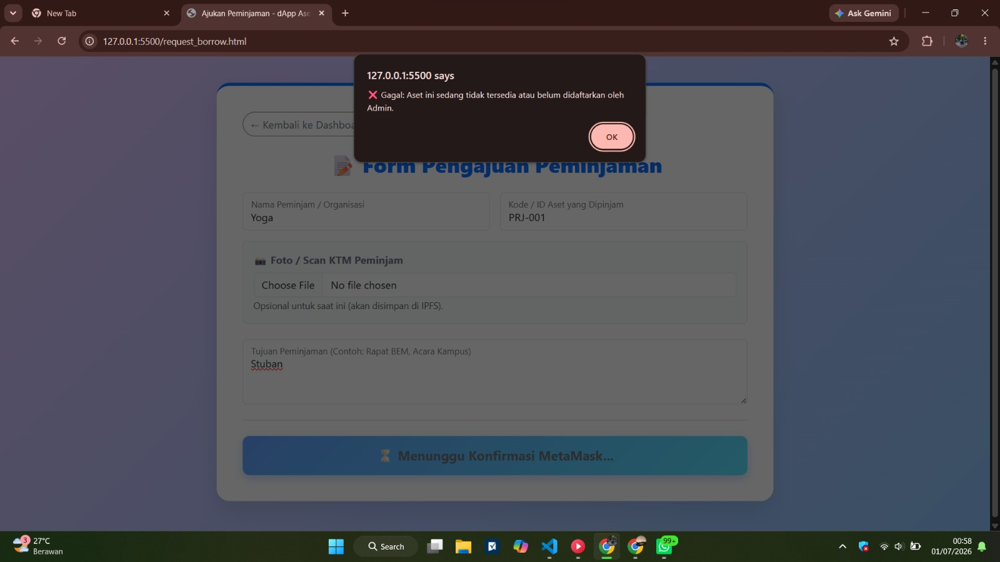 New Tab
Ajukan Peminjaman - dApp Ase
Ask Gemini
127.0.0.1:5500/request_borrow.html
127.0.0.1:5500 says
❌ Gagal: Aset ini sedang tidak tersedia atau belum didaftarkan oleh
Admin.
OK
← Kembali ke Dashboa
Form Pengajuan Peminjaman
Nama Peminjam / Organisasi
Yoga
Kode / ID Aset yang Dipinjam
PRJ-001
Foto / Scan KTM Peminjam
Choose File
No file chosen
Opsional untuk saat ini (akan disimpan di IPFS).
Tujuan Peminjaman (Contoh: Rapat BEM, Acara Kampus)
Stuban
⏳ Menunggu Konfirmasi MetaMask...
3
27°C
Berawan
Search
99+
00:58
01/07/2026